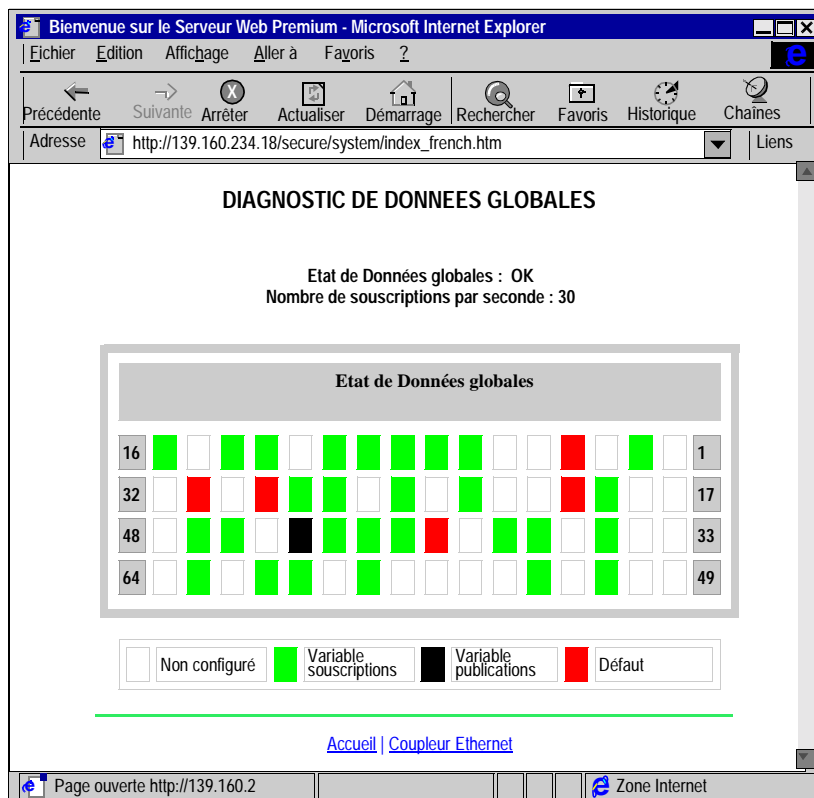 Bienvenue sur le Serveur Web Premium - Microsoft Internet Explorer
Fichier Edition Affichage Aller à Favoris ?
Précédente Suivante Arrêter Actualiser Démarrage Rechercher Favoris Historique Chaînes
Adresse http://139.160.234.18/secure/system/index_french.htm Liens
DIAGNOSTIC DE DONNEES GLOBALES
Etat de Données globales : OK
Nombre de souscriptions par seconde : 30
Etat de Données globales
16 1
32 17
48 33
64 49
Non configuré Variable souscriptions Variable publications Défaut
Accueil | Coupleur Ethernet
Page ouverte http://139.160.2 Zone Internet